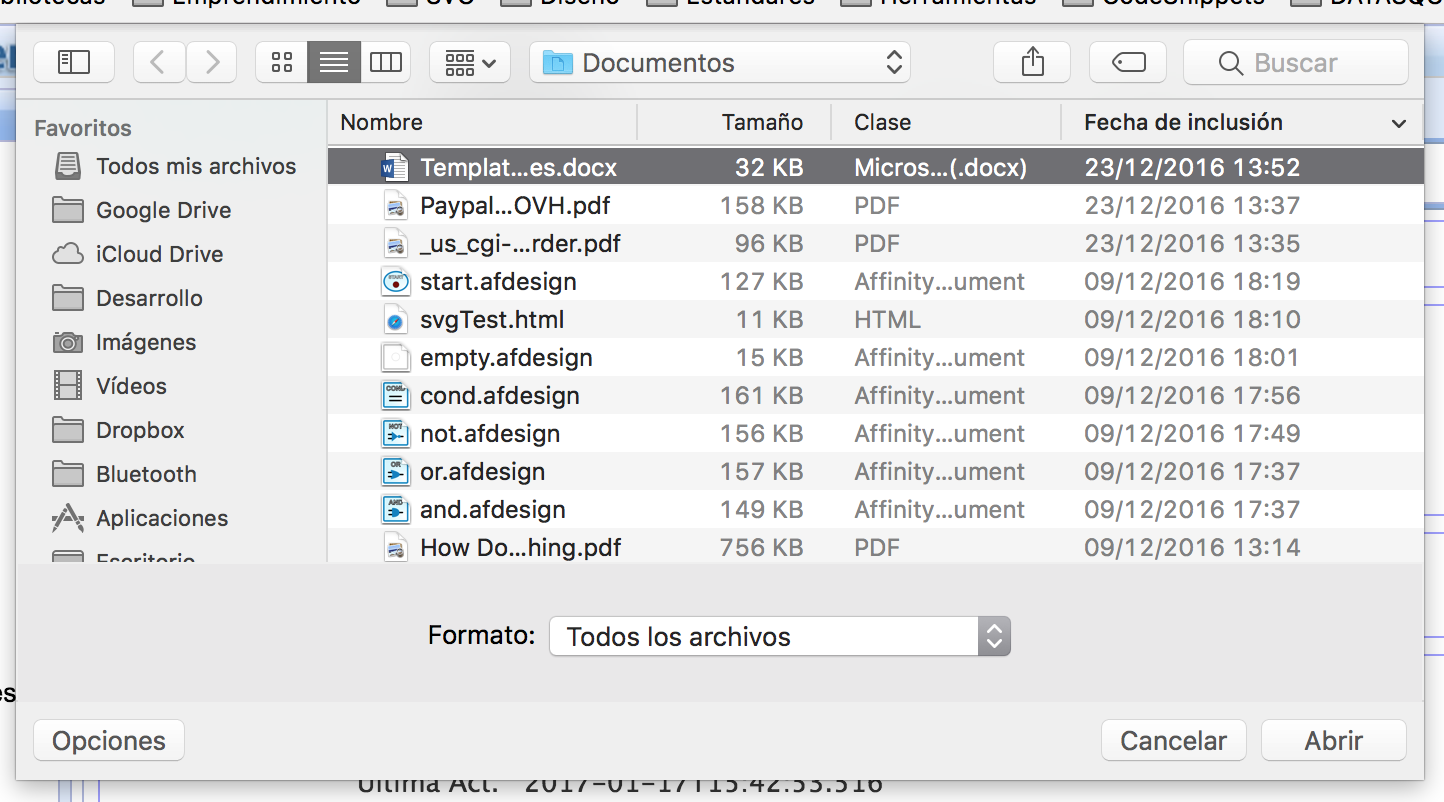 Emprendimiento SVG Diseño Estándares Herramientas CodeSnippets
Documentos Buscar
Favoritos
Todos mis archivos
Google Drive
iCloud Drive
Desarrollo
Imágenes
Vídeos
Dropbox
Bluetooth
Aplicaciones
Escritorio
Nombre Tamaño Clase Fecha de inclusión
Templat...es.docx 32 KB Micros...(.docx) 23/12/2016 13:52
Paypal...OVH.pdf 158 KB PDF 23/12/2016 13:37
_us_cgi-...rder.pdf 96 KB PDF 23/12/2016 13:35
start.afdesign 127 KB Affinity...ument 09/12/2016 18:19
svgTest.html 11 KB HTML 09/12/2016 18:10
empty.afdesign 15 KB Affinity...ument 09/12/2016 18:01
cond.afdesign 161 KB Affinity...ument 09/12/2016 17:56
not.afdesign 156 KB Affinity...ument 09/12/2016 17:49
or.afdesign 157 KB Affinity...ument 09/12/2016 17:37
and.afdesign 149 KB Affinity...ument 09/12/2016 17:37
How Do...hing.pdf 756 KB PDF 09/12/2016 13:14
Formato: Todos los archivos
es
Opciones Cancelar Abrir
Última Act. 2017-01-17T15:42:53.516